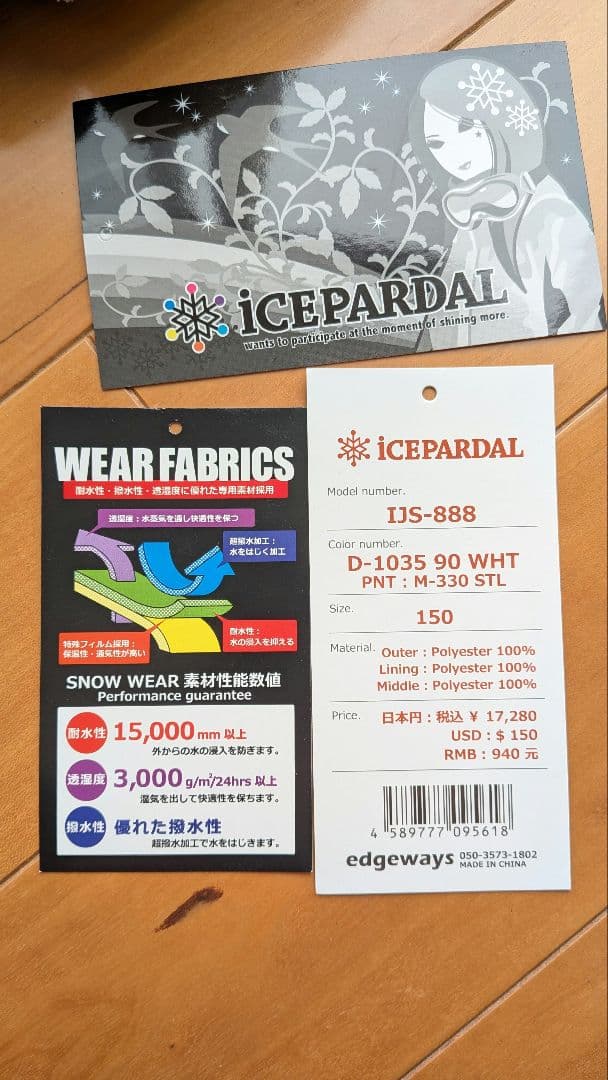 iCEPARDAL
wants to participate at the moment of shining more.
WEAR FABRICS
耐水性・撥水性・透湿度に優れた専用素材採用
透湿度：水蒸気を通し快適性を保つ
超撥水加工：
水をはじく加工
特殊フィルム採用：
保温性・通気性が高い
耐水性：
水の浸入を抑える
SNOW WEAR 素材性能数値
Performance guarantee
耐水性 15,000 mm 以上
外からの水の浸入を防ぎます。
透湿度 3,000 g/㎡/24hrs 以上
湿気を出して快適性を保ちます。
撥水性 優れた撥水性
超撥水加工で水をはじきます。
iCEPARDAL
Model number.
IJS-888
Color number.
D-1035 90 WHT
PNT : M-330 STL
Size.
150
Material. Outer : Polyester 100%
Lining : Polyester 100%
Middle : Polyester 100%
Price. 日本円：税込 ¥ 17,280
USD : $ 150
RMB : 940 元
4 589777 095618
edgeways 050-3573-1802
MADE IN CHINA